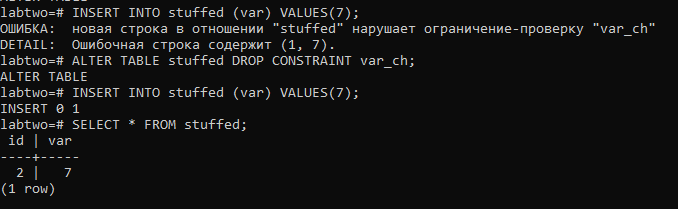 labtwo=# INSERT INTO stuffed (var) VALUES(7);
ОШИБКА:  новая строка в отношении "stuffed" нарушает ограничение-проверку "var_ch"
DETAIL:  Ошибочная строка содержит (1, 7).
labtwo=# ALTER TABLE stuffed DROP CONSTRAINT var_ch;
ALTER TABLE
labtwo=# INSERT INTO stuffed (var) VALUES(7);
INSERT 0 1
labtwo=# SELECT * FROM stuffed;
 id | var
----+-----
  2 |   7
(1 row)